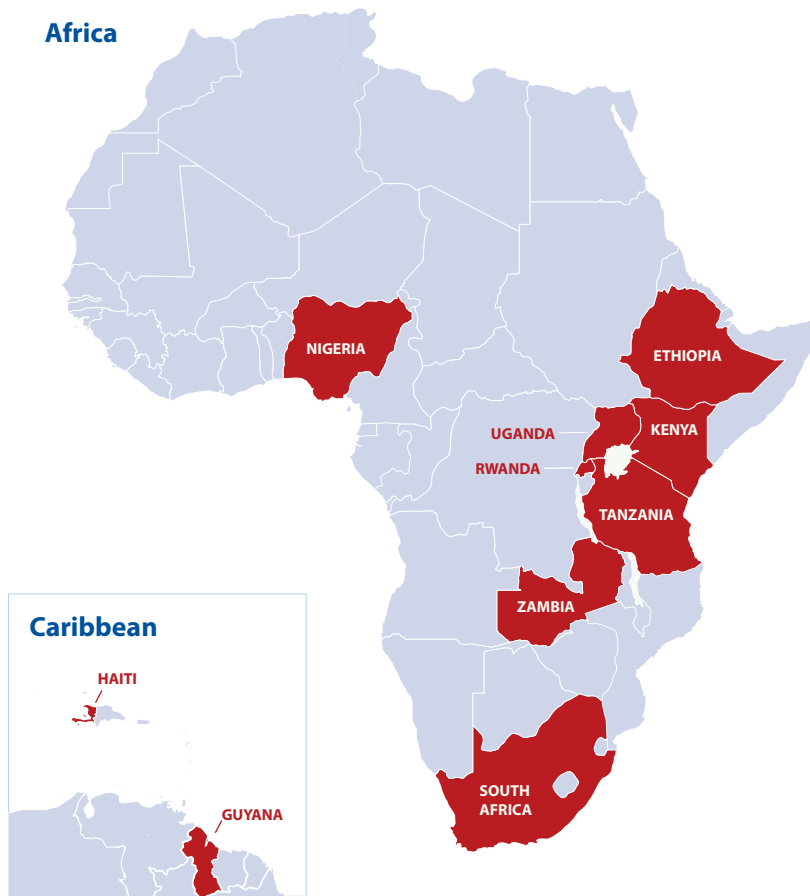 Africa
NIGERIA
ETHIOPIA
UGANDA
KENYA
RWANDA
TANZANIA
ZAMBIA
SOUTH
AFRICA
Caribbean
HAITI
GUYANA